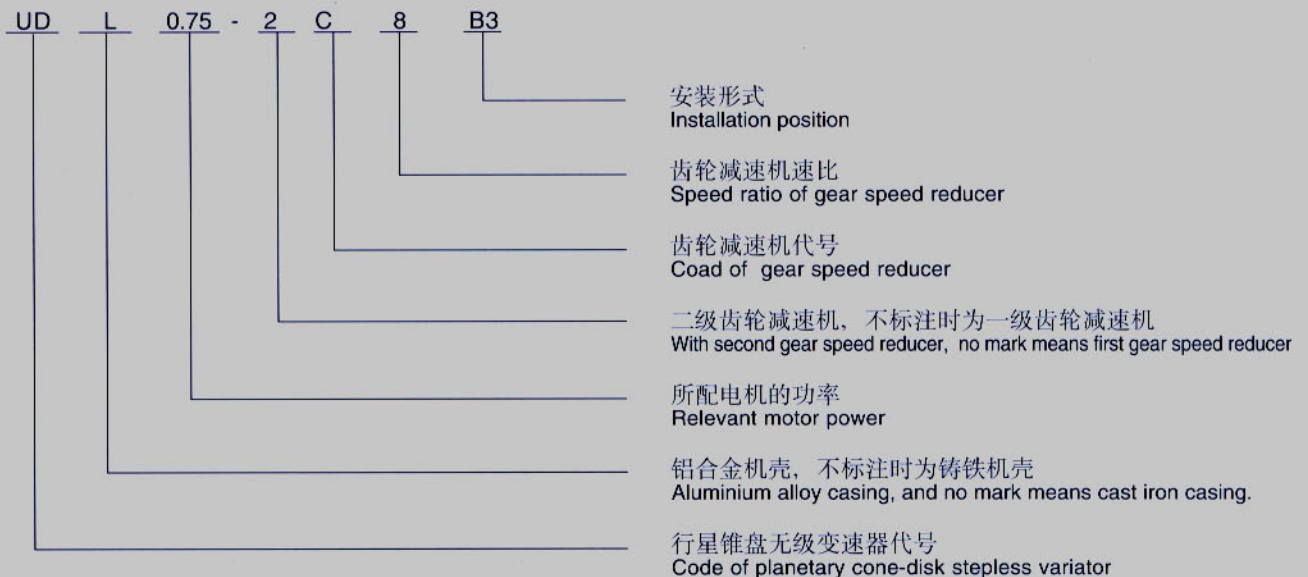 UD L 0.75 - 2 C 8 B3
安装形式
Installation position
齿轮减速机速比
Speed ratio of gear speed reducer
齿轮减速机代号
Coad of gear speed reducer
二级齿轮减速机，不标注时为一级齿轮减速机
With second gear speed reducer, no mark means first gear speed reducer
所配电机的功率
Relevant motor power
铝合金机壳，不标注时为铸铁机壳
Aluminium alloy casing, and no mark means cast iron casing.
行星锥盘无级变速器代号
Code of planetary cone-disk stepless variator